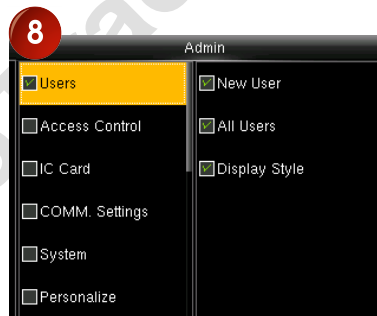 8
Admin
Users
New User
Access Control
All Users
IC Card
Display Style
COMM. Settings
System
Personalize